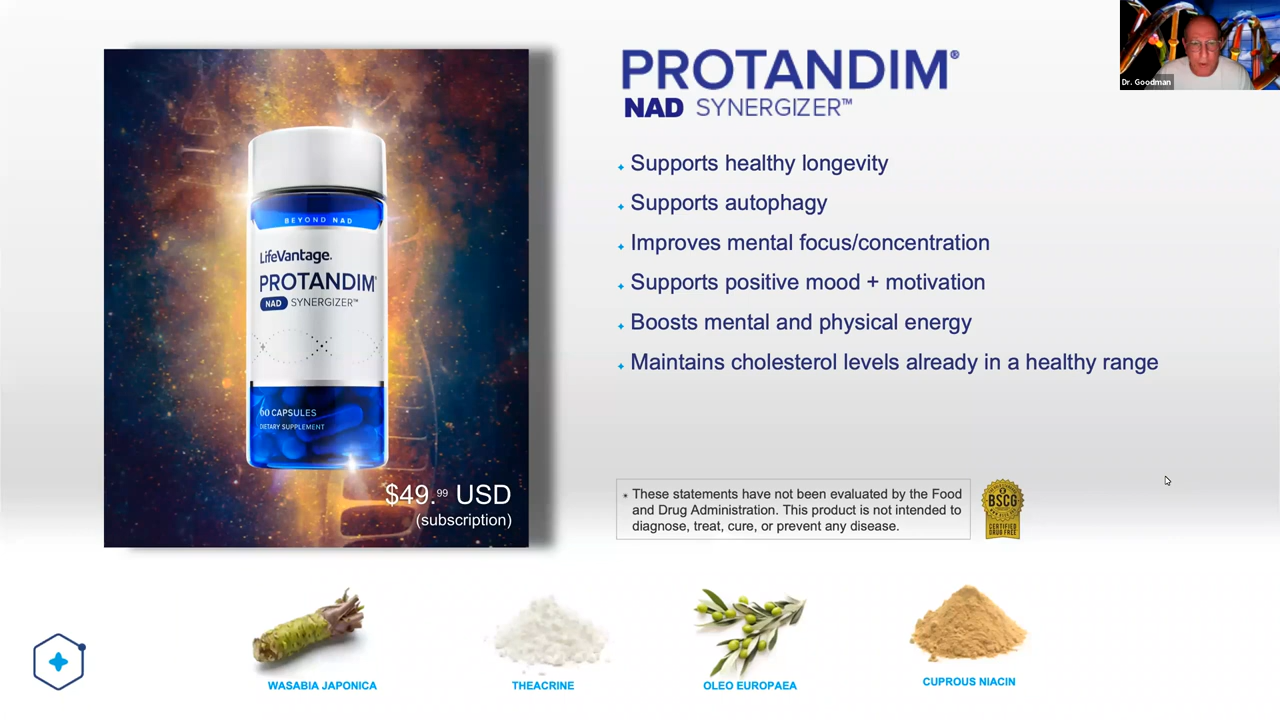 PROTANDIM®
NAD SYNERGIZER™
Dr. Goodman
Supports healthy longevity
Supports autophagy
Improves mental focus/concentration
Supports positive mood + motivation
Boosts mental and physical energy
Maintains cholesterol levels already in a healthy range
BEYOND NAD
LifeVantage.
PROTANDIM®
NAD SYNERGIZER™
60 CAPSULES
DIETARY SUPPLEMENT
$49.99 USD
(subscription)
* These statements have not been evaluated by the Food
and Drug Administration. This product is not intended to
diagnose, treat, cure, or prevent any disease.
BSCG
CERTIFIED
DRUG FREE
WASABIA JAPONICA
THEACRINE
OLEO EUROPAEA
CUPROUS NIACIN